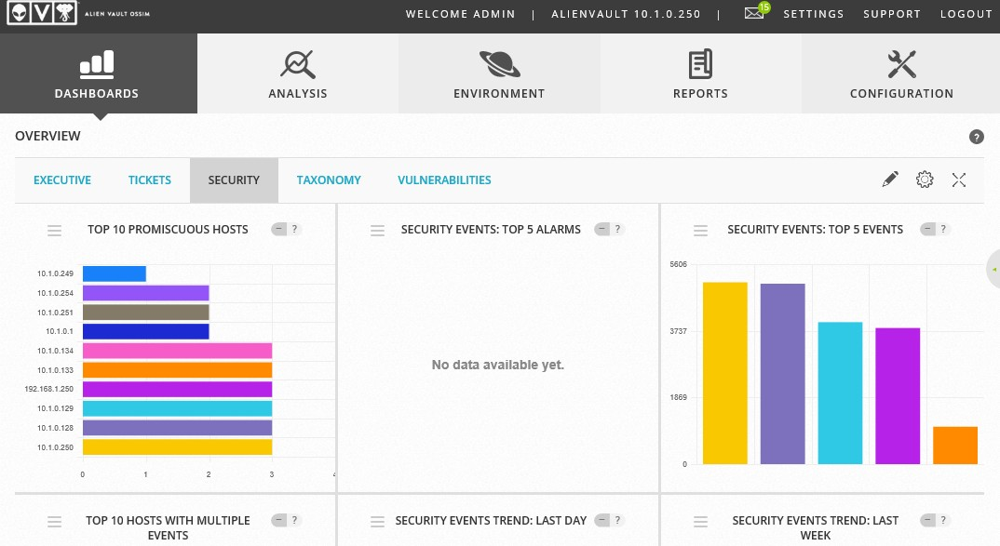 ALIEN VAULT OSSIM
WELCOME ADMIN | ALIENVAULT 10.1.0.250 | 15 SETTINGS SUPPORT LOGOUT
DASHBOARDS ANALYSIS ENVIRONMENT REPORTS CONFIGURATION
OVERVIEW ?
EXECUTIVE TICKETS SECURITY TAXONOMY VULNERABILITIES
TOP 10 PROMISCUOUS HOSTS − ?
10.1.0.249
10.1.0.254
10.1.0.251
10.1.0.1
10.1.0.134
10.1.0.133
192.168.1.250
10.1.0.129
10.1.0.128
10.1.0.250
0 1 2 3
SECURITY EVENTS: TOP 5 ALARMS − ?
No data available yet.
SECURITY EVENTS: TOP 5 EVENTS − ?
5606
3737
1869
0
TOP 10 HOSTS WITH MULTIPLE − ?
EVENTS
SECURITY EVENTS TREND: LAST DAY − ?
SECURITY EVENTS TREND: LAST − ?
WEEK